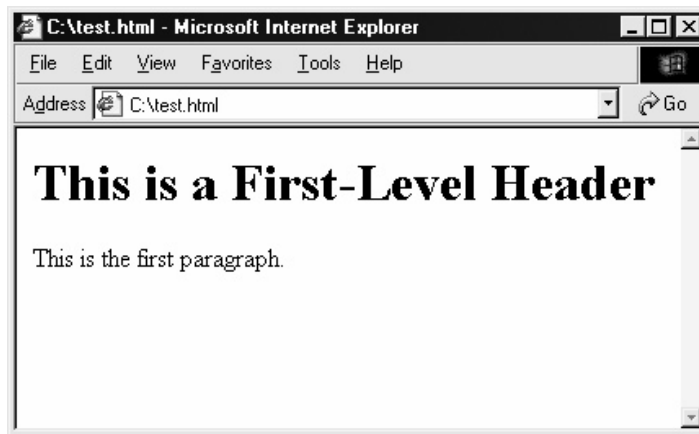 C:\test.html - Microsoft Internet Explorer
File Edit View Favorites Tools Help
Address C:\test.html Go
This is a First-Level Header
This is the first paragraph.